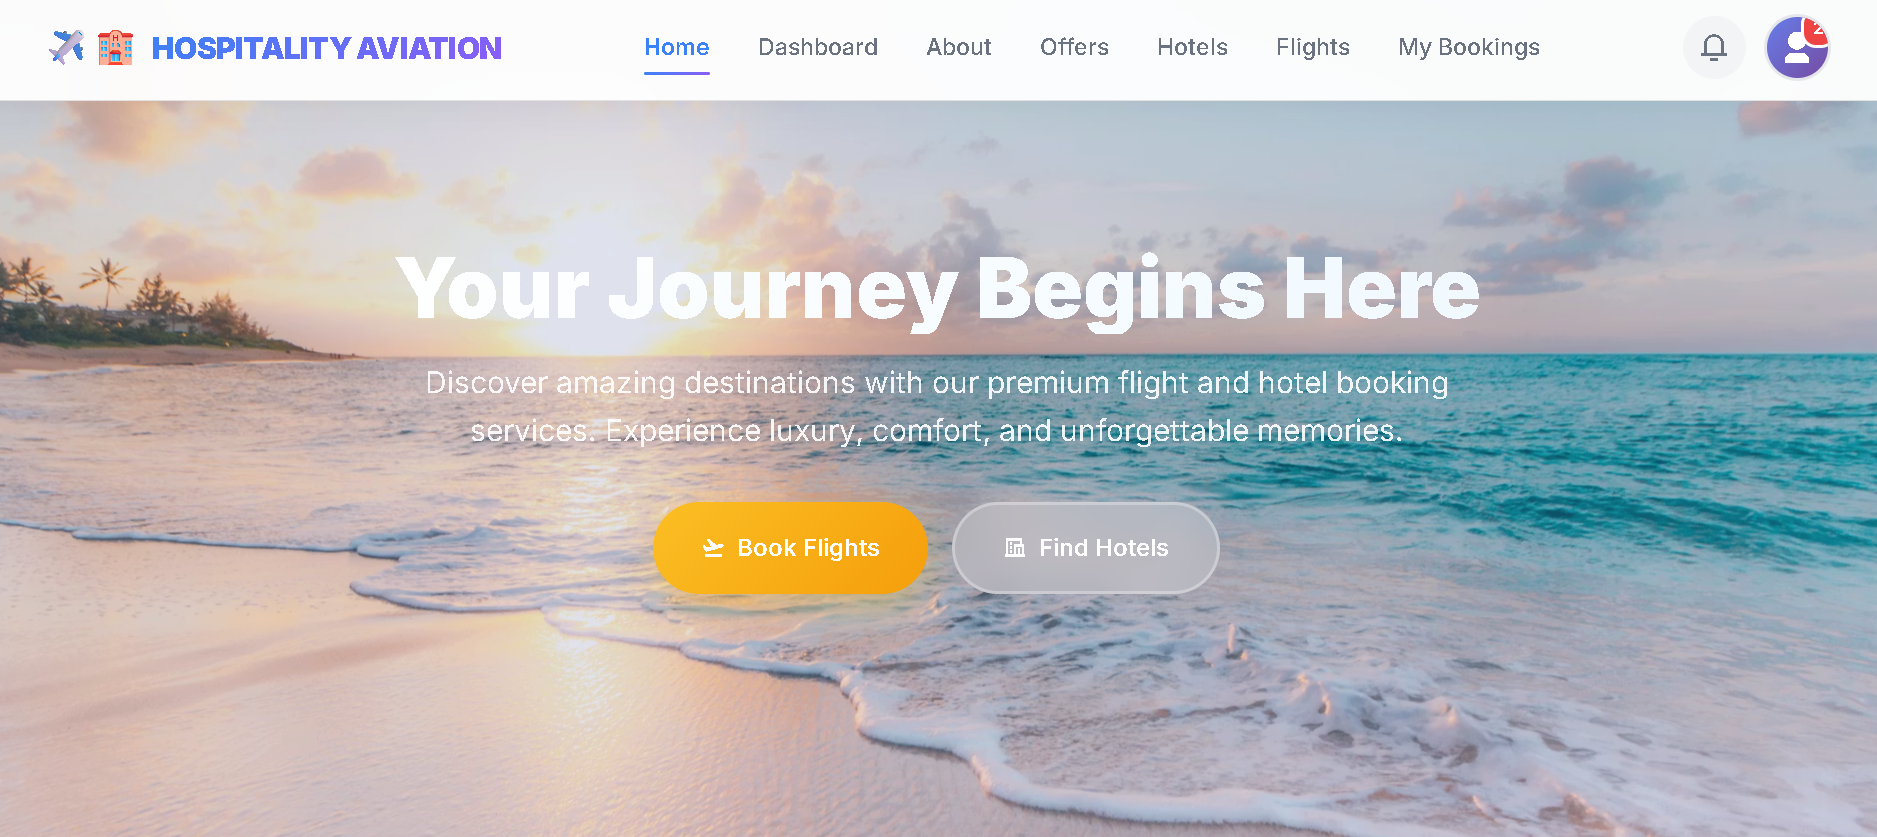 HOSPITALITY AVIATION
Home Dashboard About Offers Hotels Flights My Bookings
2
Your Journey Begins Here
Discover amazing destinations with our premium flight and hotel booking
services. Experience luxury, comfort, and unforgettable memories.
Book Flights Find Hotels